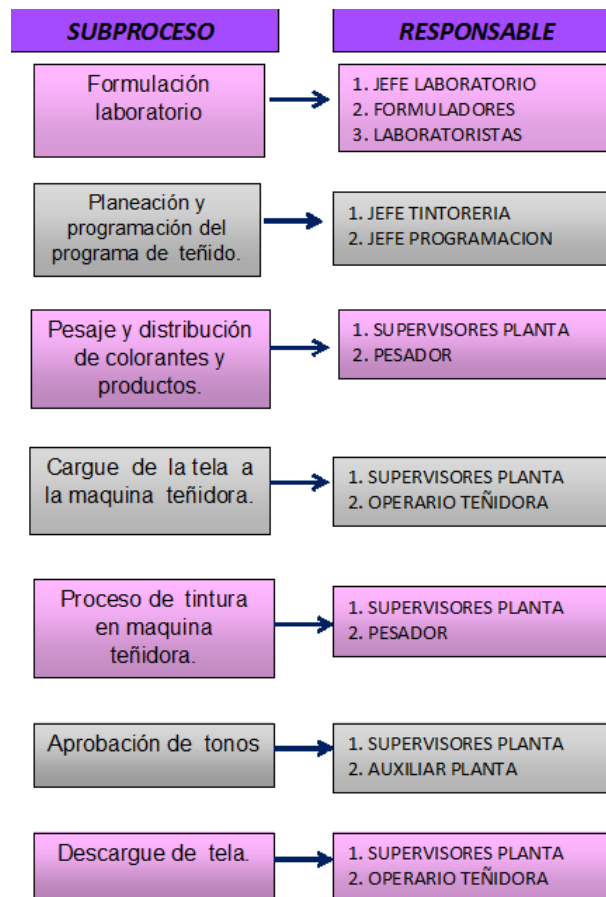 SUBPROCESO
RESPONSABLE
Formulación
laboratorio
1. JEFE LABORATORIO
2. FORMULADORES
3. LABORATORISTAS
Planeación y
programación del
programa de teñido.
1. JEFE TINTORERIA
2. JEFE PROGRAMACION
Pesaje y distribución
de colorantes y
productos.
1. SUPERVISORES PLANTA
2. PESADOR
Cargue de la tela a
la maquina teñidora.
1. SUPERVISORES PLANTA
2. OPERARIO TEÑIDORA
Proceso de tintura
en maquina
teñidora.
1. SUPERVISORES PLANTA
2. PESADOR
Aprobación de tonos
1. SUPERVISORES PLANTA
2. AUXILIAR PLANTA
Descargue de tela.
1. SUPERVISORES PLANTA
2. OPERARIO TEÑIDORA